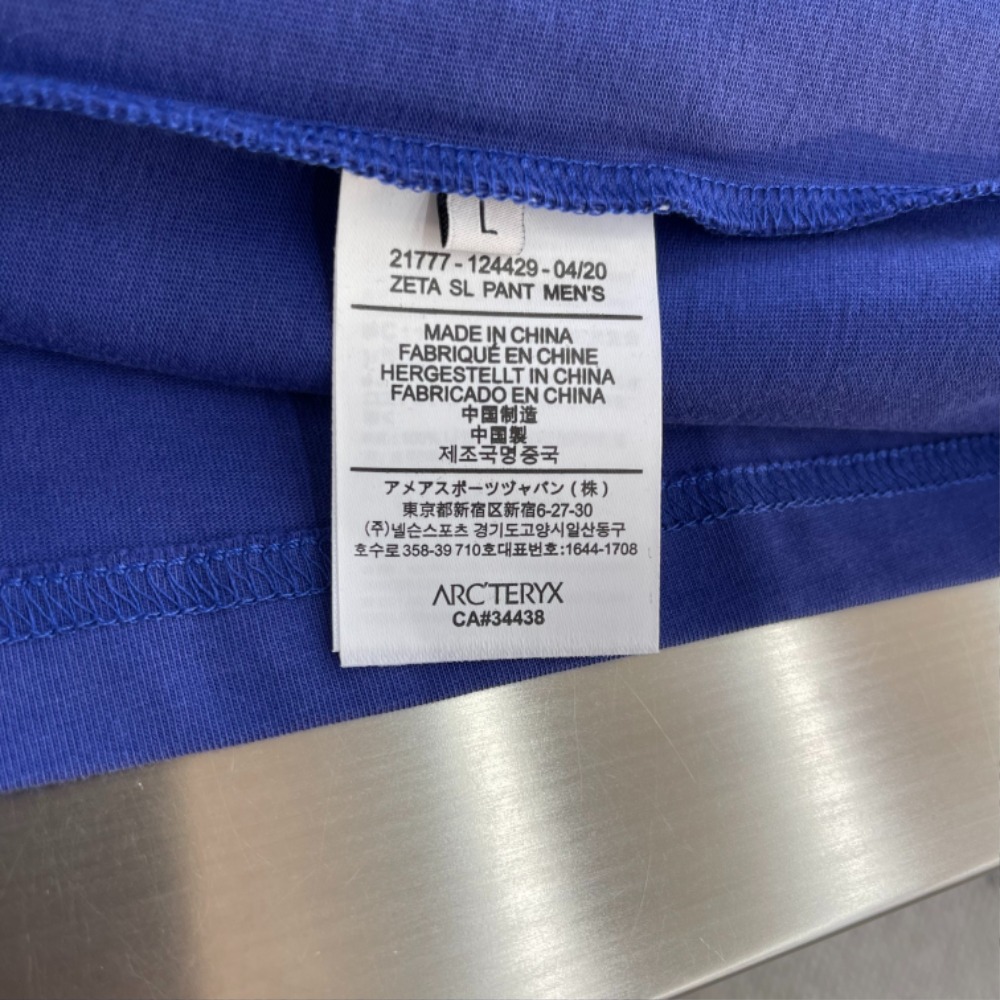 L
21777 - 124429 - 04/20
ZETA SL PANT MEN'S
MADE IN CHINA
FABRIQUÉ EN CHINE
HERGESTELLT IN CHINA
FABRICADO EN CHINA
中国制造
中国製
제조국명중국
アメアスポーツヅャパン ( 株 )
東京都新宿区新宿6-27-30
(주)넬슨스포츠 경기도고양시일산동구
호수로 358-39 710호대표번호:1644-1708
ARC'TERYX
CA#34438